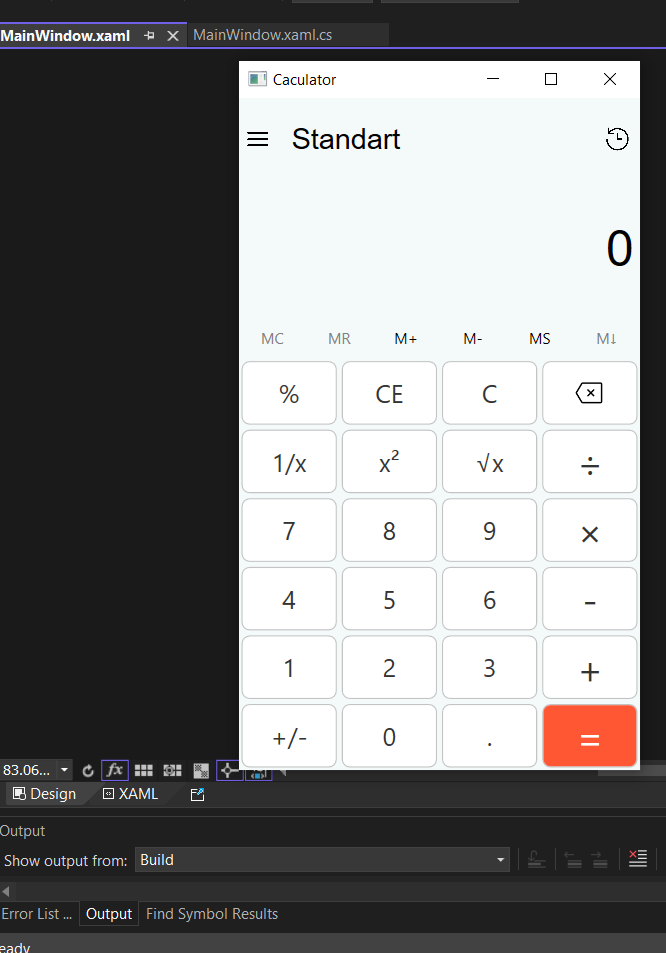 MainWindow.xaml MainWindow.xaml.cs
Caculator
Standart
0
MC MR M+ M- MS M↓
% CE C
1/x x² √x ÷
7 8 9 ×
4 5 6 -
1 2 3 +
+/- 0 . =
83.06... fx
Design XAML
Output
Show output from: Build
Error List ... Output Find Symbol Results
eady